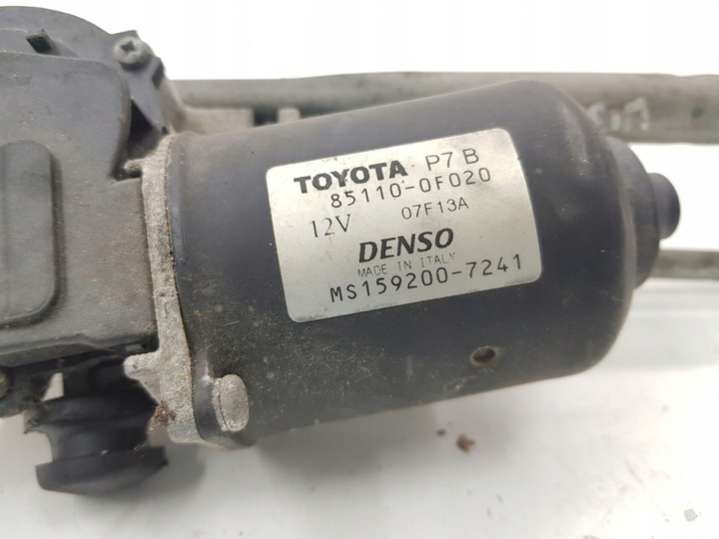 TOYOTA P7B
85110-0F020
12V 07F13A
DENSO
MADE IN ITALY
MS159200-7241